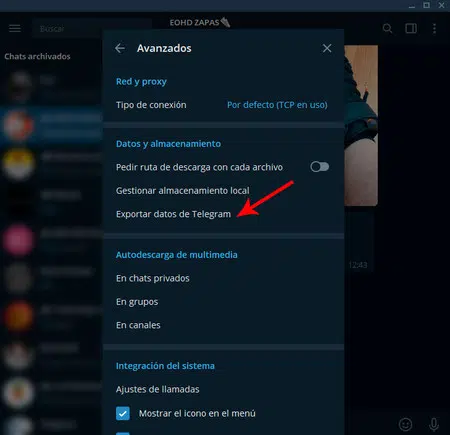 EOHD ZAPAS
Buscar
Chats archivados
Avanzados
Red y proxy
Tipo de conexión Por defecto (TCP en uso)
Datos y almacenamiento
Pedir ruta de descarga con cada archivo
Gestionar almacenamiento local
Exportar datos de Telegram
Autodescarga de multimedia
En chats privados
En grupos
En canales
12:43
Integración del sistema
Ajustes de llamadas
Mostrar el icono en el menú